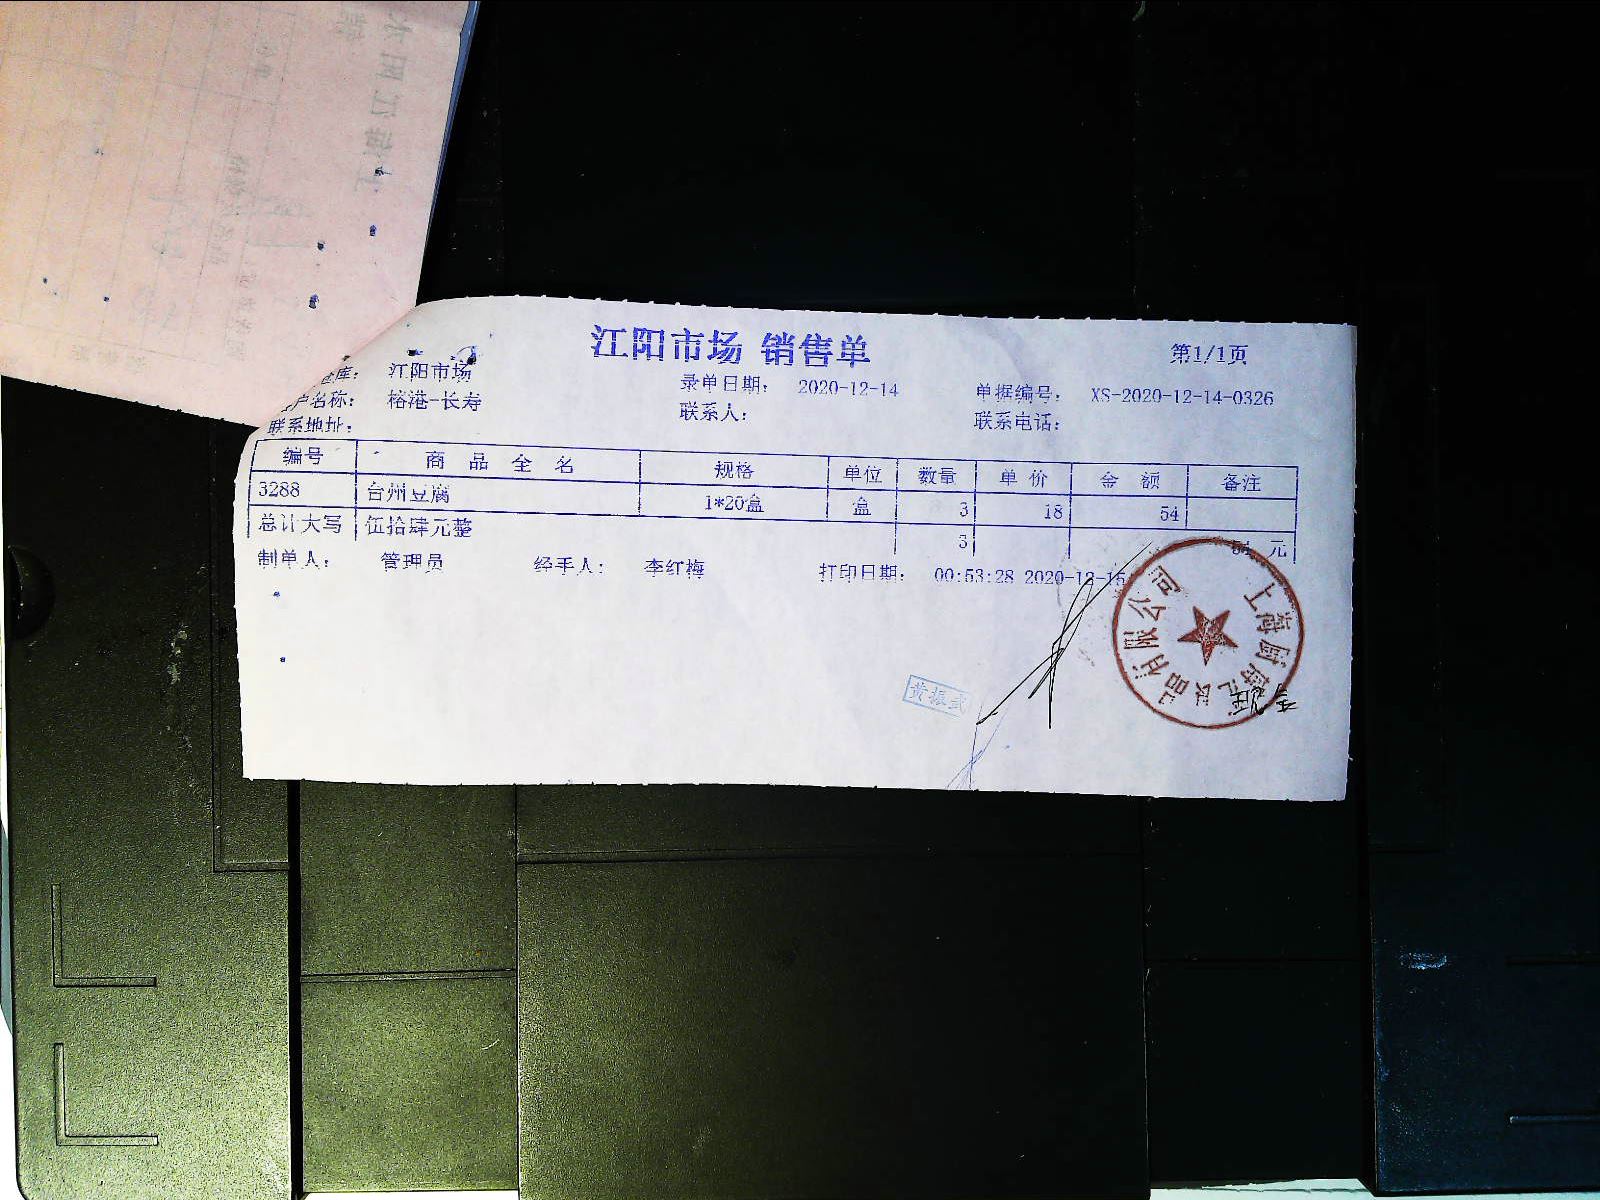 江阳市场 销售单
第1/1页
仓库： 江阳市场
录单日期： 2020-12-14
单据编号： XS-2020-12-14-0326
客户名称： 榕港-长寿
联系人：
联系电话：
联系地址：
编号 商品全名 规格 单位 数量 单价 金额 备注
3288 台州豆腐 1*20盒 盒 3 18 54
总计大写 伍拾肆元整 3 54 元
制单人： 管理员 经手人： 李红梅 打印日期： 00:53:28 2020-12-15
黄振武